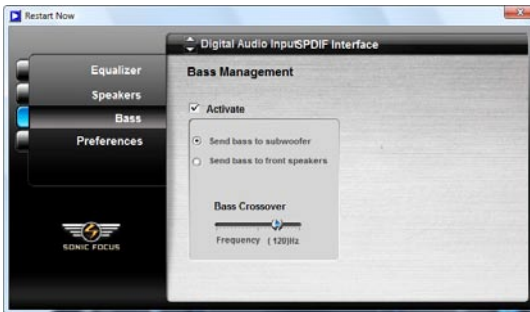 Restart Now
Digital Audio InputSPDIF Interface
Equalizer
Speakers
Bass
Preferences
Bass Management
Activate
Send bass to subwoofer
Send bass to front speakers
Bass Crossover
Frequency (120)Hz
SONIC FOCUS